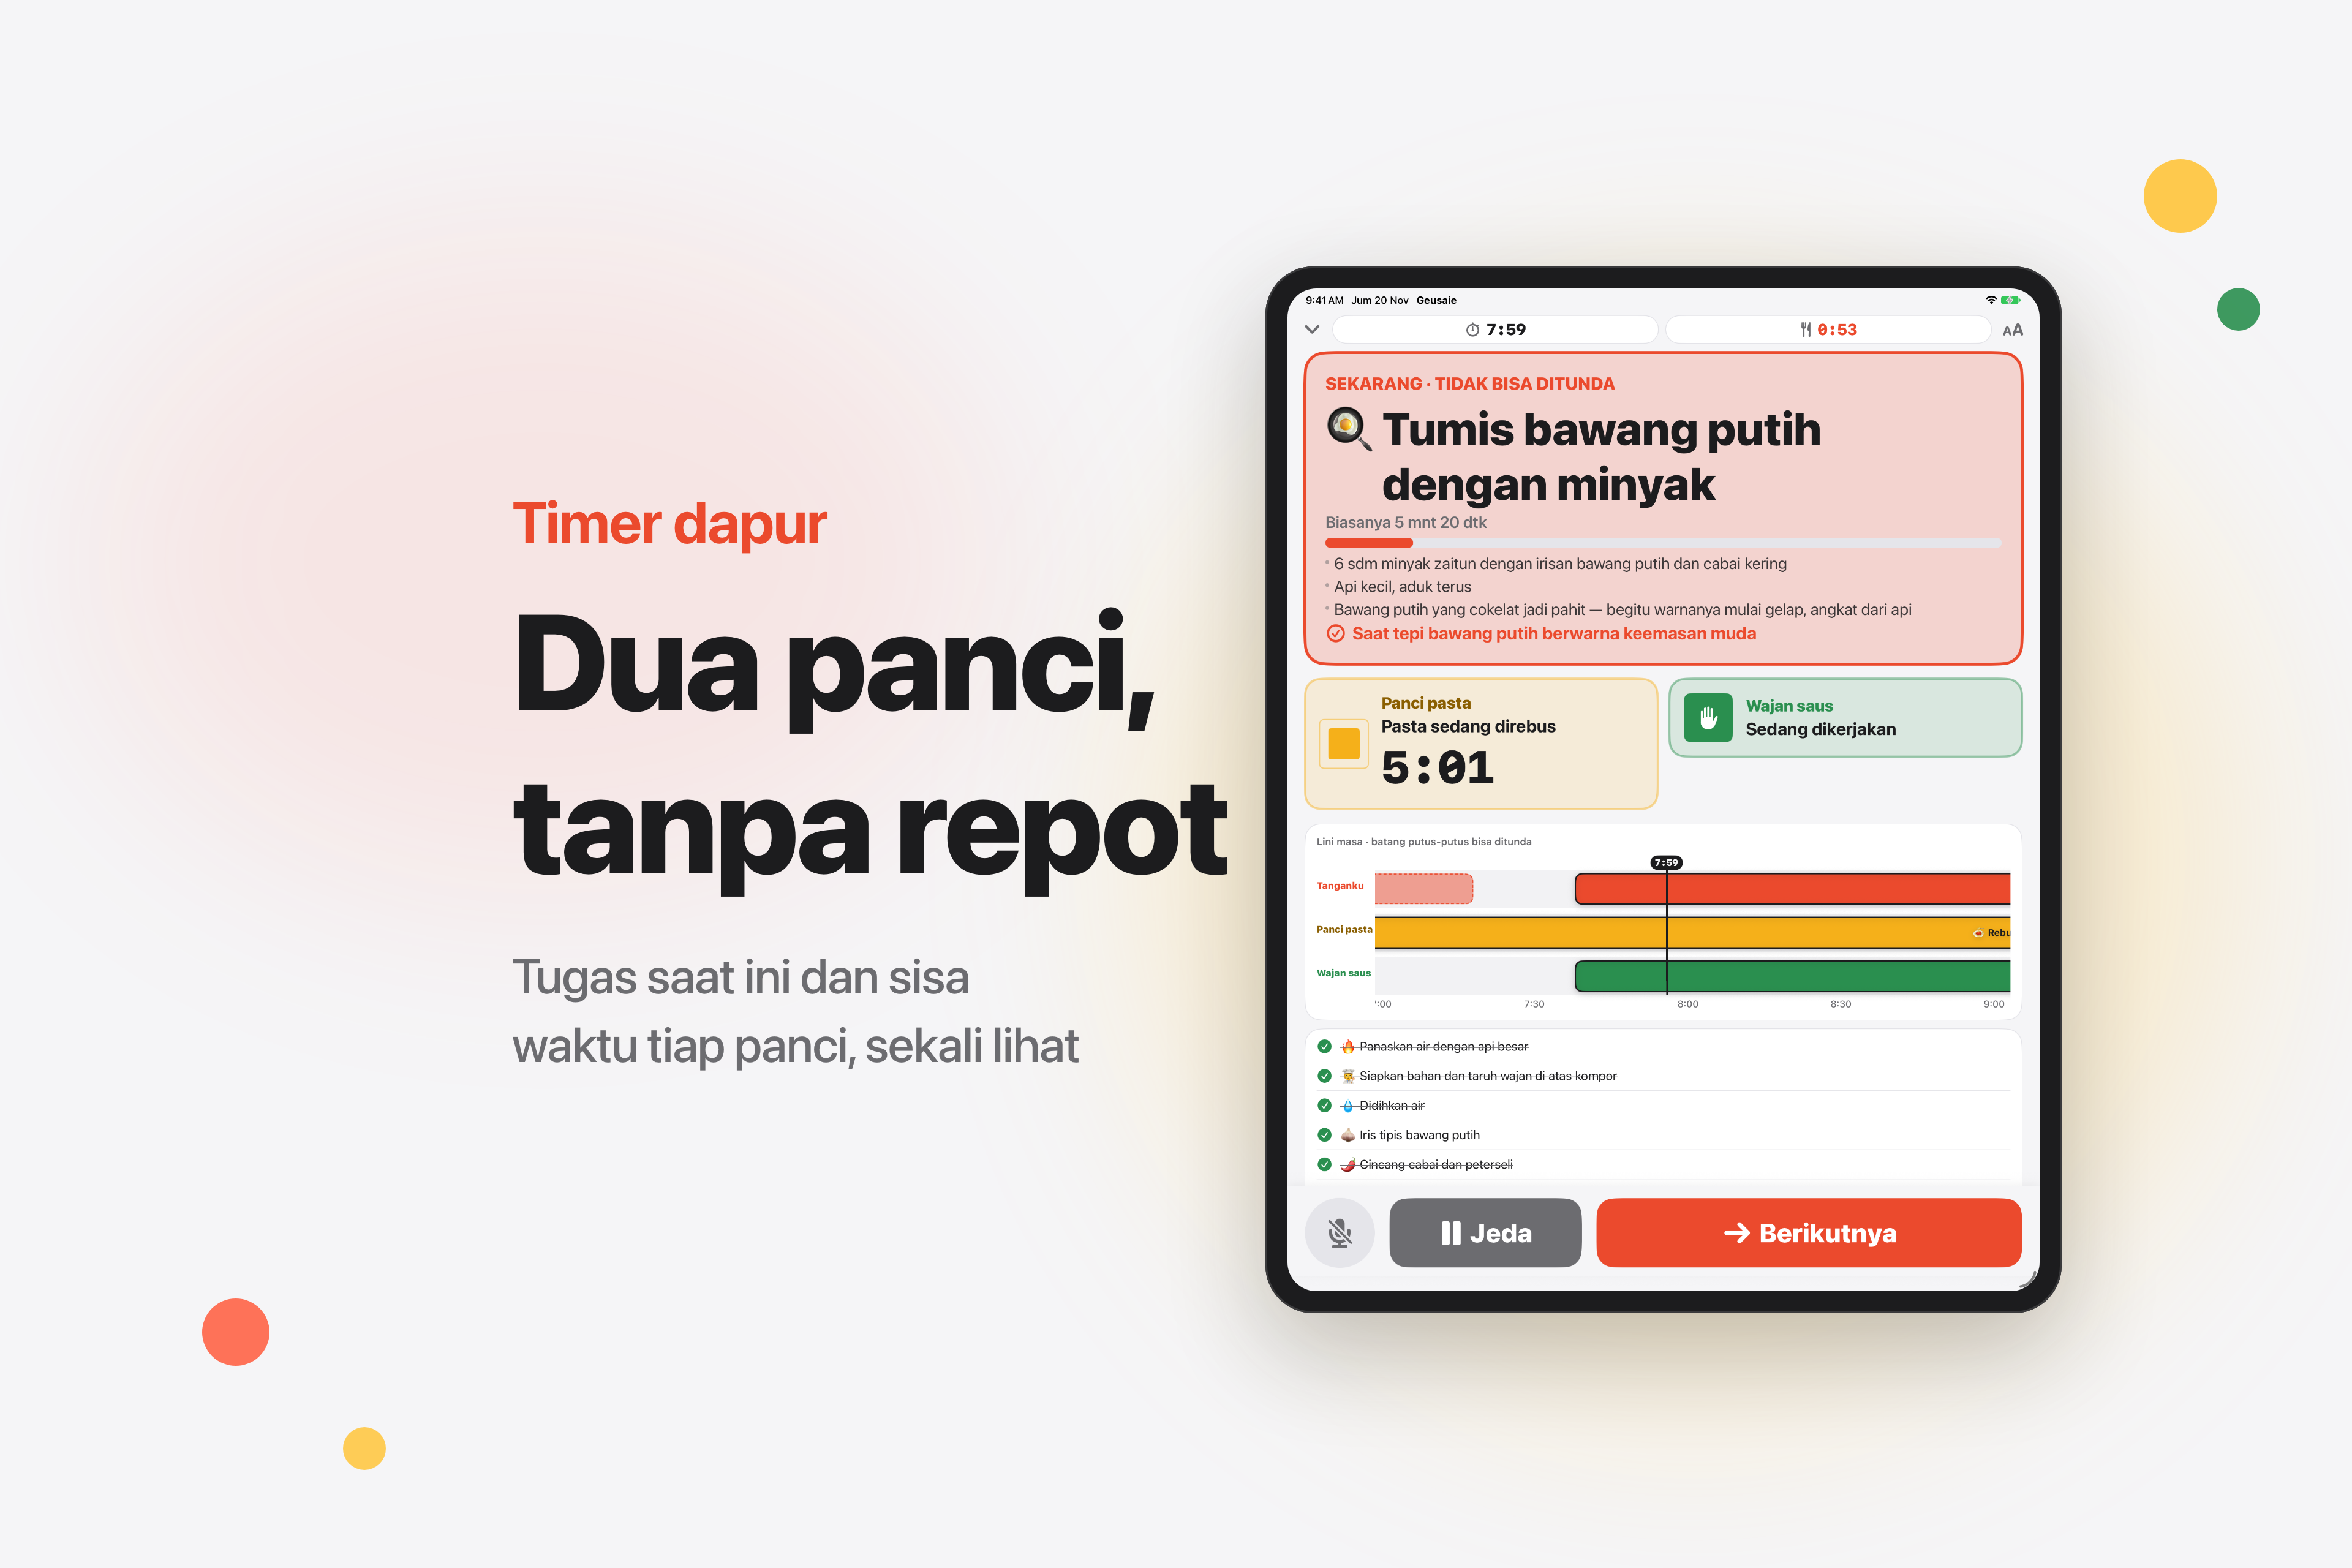 Timer dapur
Dua panci,
tanpa repot
Tugas saat ini dan sisa
waktu tiap panci, sekali lihat
9:41 AM Jum 20 Nov Geusaie
7:59
0:53
AA
SEKARANG · TIDAK BISA DITUNDA
Tumis bawang putih
dengan minyak
Biasanya 5 mnt 20 dtk
6 sdm minyak zaitun dengan irisan bawang putih dan cabai kering
Api kecil, aduk terus
Bawang putih yang cokelat jadi pahit — begitu warnanya mulai gelap, angkat dari api
Saat tepi bawang putih berwarna keemasan muda
Panci pasta
Pasta sedang direbus
5:01
Wajan saus
Sedang dikerjakan
Lini masa · batang putus-putus bisa ditunda
7:59
Tanganku
Panci pasta
Rebu
Wajan saus
:00 7:30 8:00 8:30 9:00
Panaskan air dengan api besar
Siapkan bahan dan taruh wajan di atas kompor
Didihkan air
Iris tipis bawang putih
Cincang cabai dan peterseli
Jeda
Berikutnya